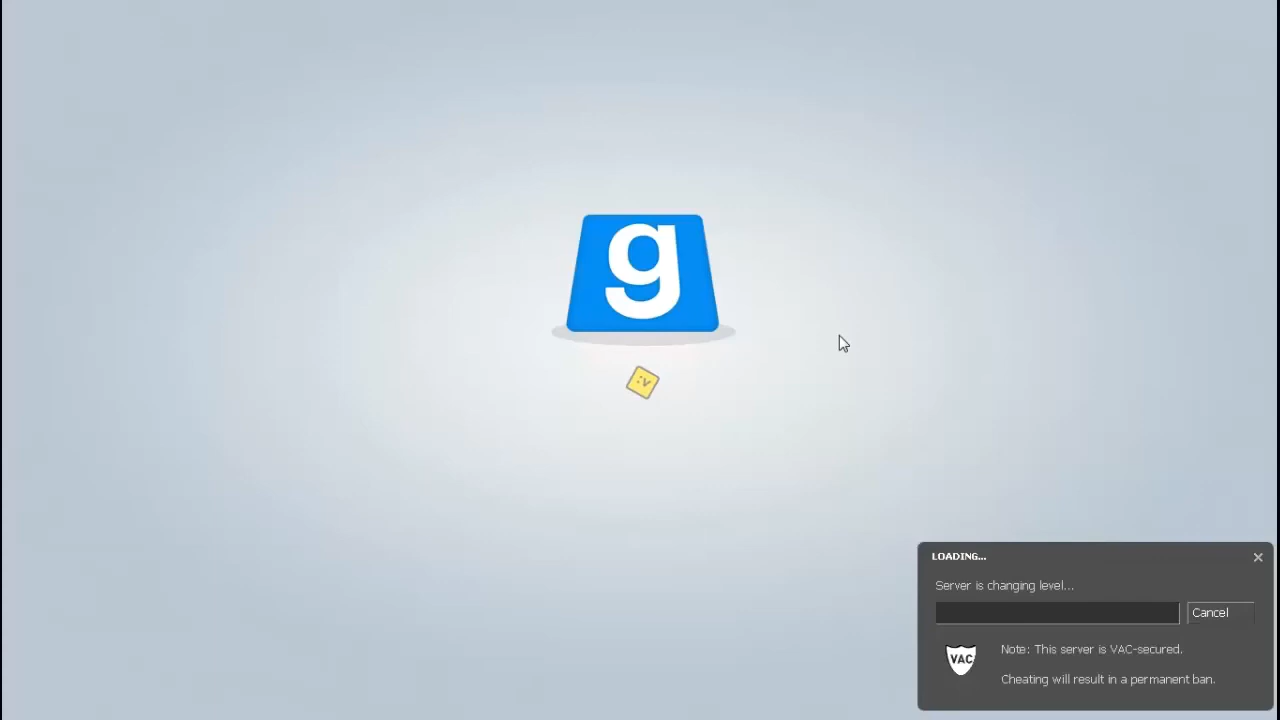 g
:v
LOADING...
Server is changing level...
Cancel
VAC
Note: This server is VAC-secured.
Cheating will result in a permanent ban.